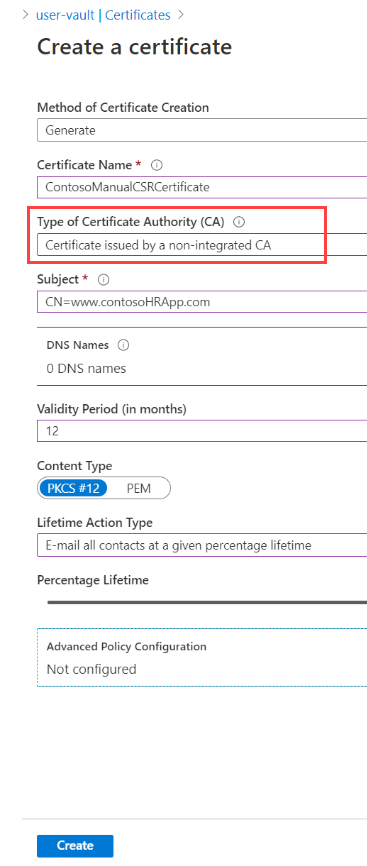 user-vault | Certificates
Create a certificate
Method of Certificate Creation
Generate
Certificate Name *
ContosoManualCSRCertificate
Type of Certificate Authority (CA)
Certificate issued by a non-integrated CA
Subject *
CN=www.contosoHRApp.com
DNS Names
0 DNS names
Validity Period (in months)
12
Content Type
PKCS #12 PEM
Lifetime Action Type
E-mail all contacts at a given percentage lifetime
Percentage Lifetime
Advanced Policy Configuration
Not configured
Create